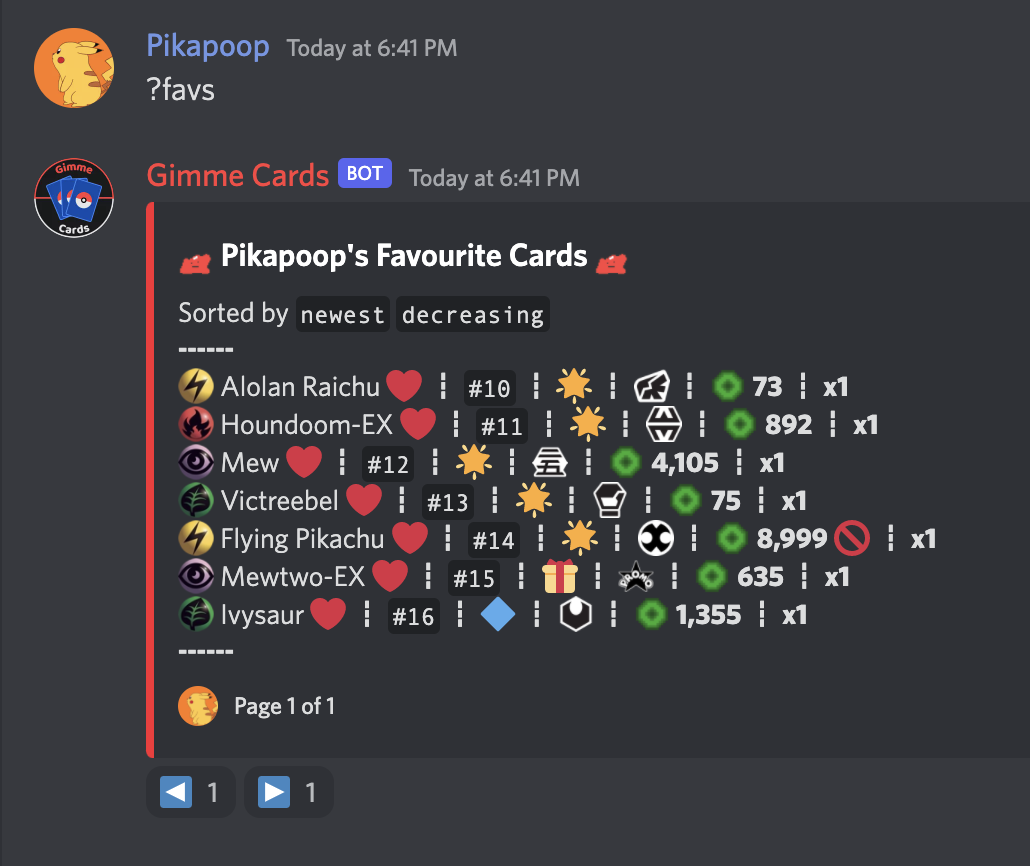 Pikapoop Today at 6:41 PM
?favs
Gimme
Cards
Gimme Cards BOT Today at 6:41 PM
Pikapoop's Favourite Cards
Sorted by newest decreasing
------
Alolan Raichu ❤️ ┊ #10 ┊ 73 ┊ x1
Houndoom-EX ❤️ ┊ #11 ┊ 892 ┊ x1
Mew ❤️ ┊ #12 ┊ 4,105 ┊ x1
Victreebel ❤️ ┊ #13 ┊ 75 ┊ x1
Flying Pikachu ❤️ ┊ #14 ┊ 8,999 🚫 ┊ x1
Mewtwo-EX ❤️ ┊ #15 ┊ PROMO ┊ 635 ┊ x1
Ivysaur ❤️ ┊ #16 ┊ 1,355 ┊ x1
------
Page 1 of 1
1 1